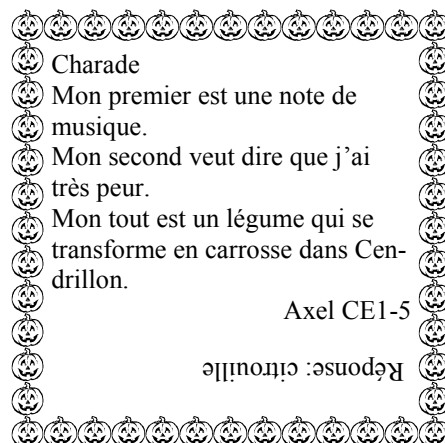 Charade
Mon premier est une note de
musique.
Mon second veut dire que j'ai
très peur.
Mon tout est un légume qui se
transforme en carrosse dans Cen-
drillon.
Axel CE1-5
Réponse: citrouille